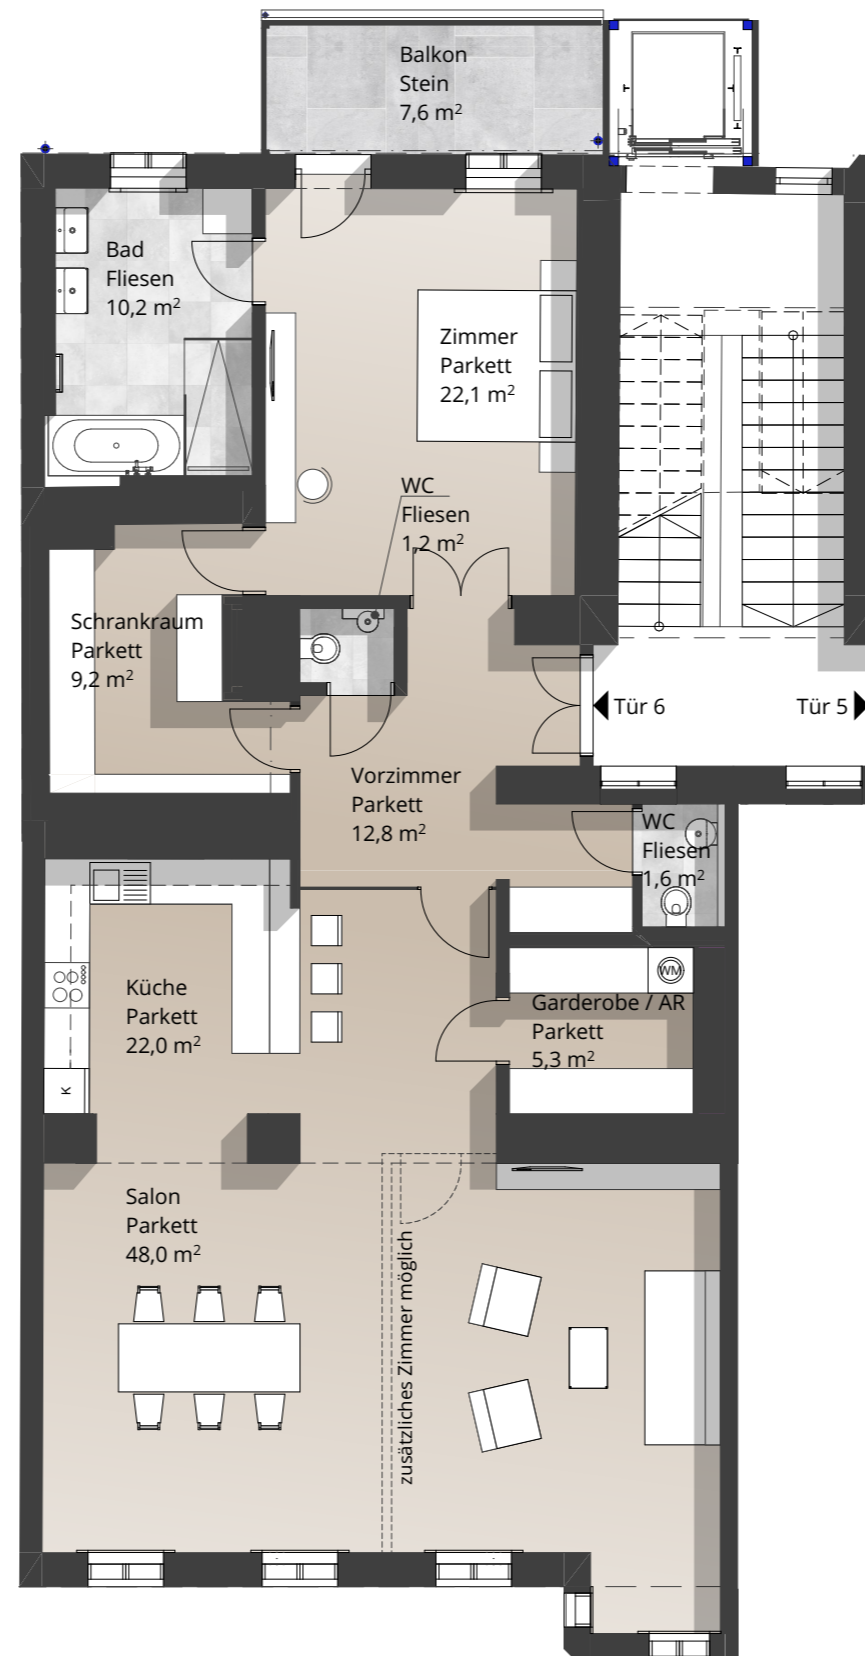 Balkon
Stein
7,6 m²
Bad
Fliesen
10,2 m²
Zimmer
Parkett
22,1 m²
WC
Fliesen
1,2 m²
Schrankraum
Parkett
9,2 m²
Tür 6
Tür 5
Vorzimmer
Parkett
12,8 m²
WC
Fliesen
1,6 m²
WM
Küche
Parkett
22,0 m²
Garderobe / AR
Parkett
5,3 m²
K
Salon
Parkett
48,0 m²
zusätzliches Zimmer möglich